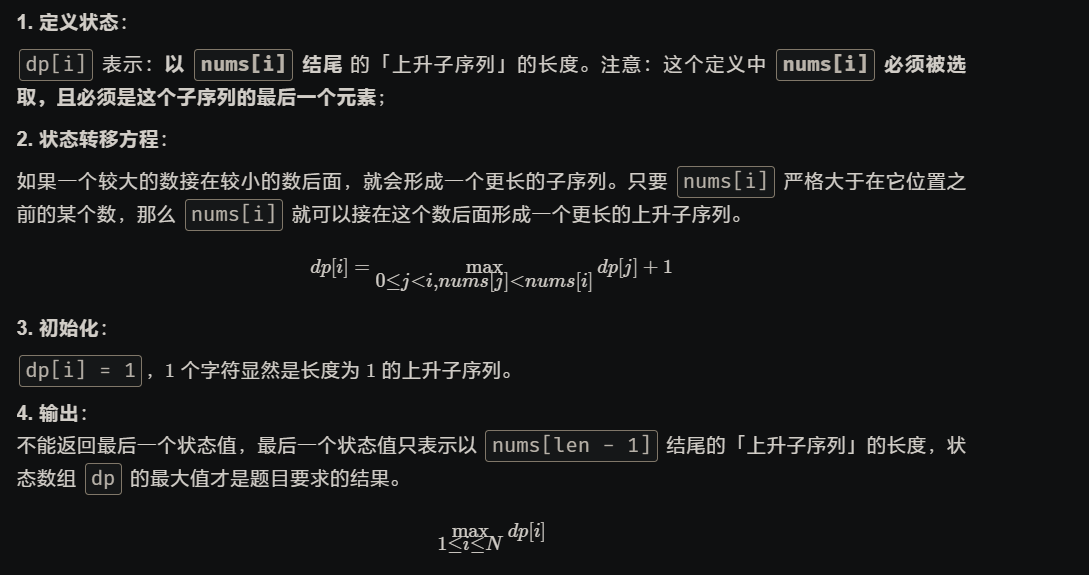 1. 定义状态：
dp[i] 表示：以 nums[i] 结尾 的「上升子序列」的长度。注意：这个定义中 nums[i] 必须被选
取，且必须是这个子序列的最后一个元素；
2. 状态转移方程：
如果一个较大的数接在较小的数后面，就会形成一个更长的子序列。只要 nums[i] 严格大于在它位置之
前的某个数，那么 nums[i] 就可以接在这个数后面形成一个更长的上升子序列。
dp[i] = max 0≤j<i,nums[j]<nums[i] dp[j] + 1
3. 初始化：
dp[i] = 1，1 个字符显然是长度为 1 的上升子序列。
4. 输出：
不能返回最后一个状态值，最后一个状态值只表示以 nums[len - 1] 结尾的「上升子序列」的长度，状
态数组 dp 的最大值才是题目要求的结果。
max 1≤i≤N dp[i]